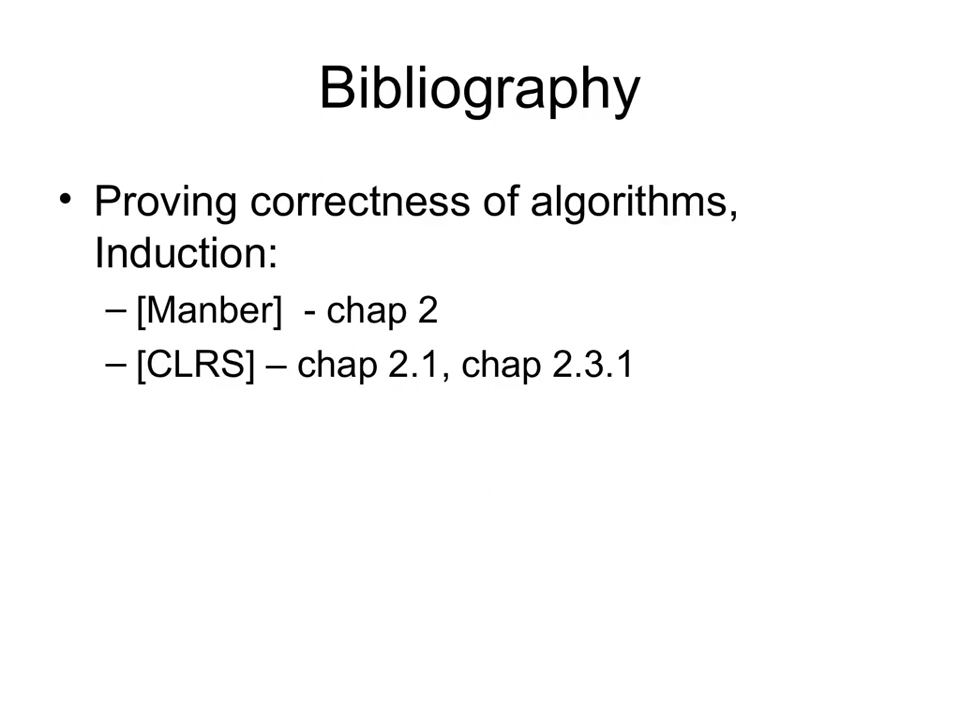 Bibliography
• Proving correctness of algorithms,
Induction:
– [Manber]  - chap 2
– [CLRS] – chap 2.1, chap 2.3.1